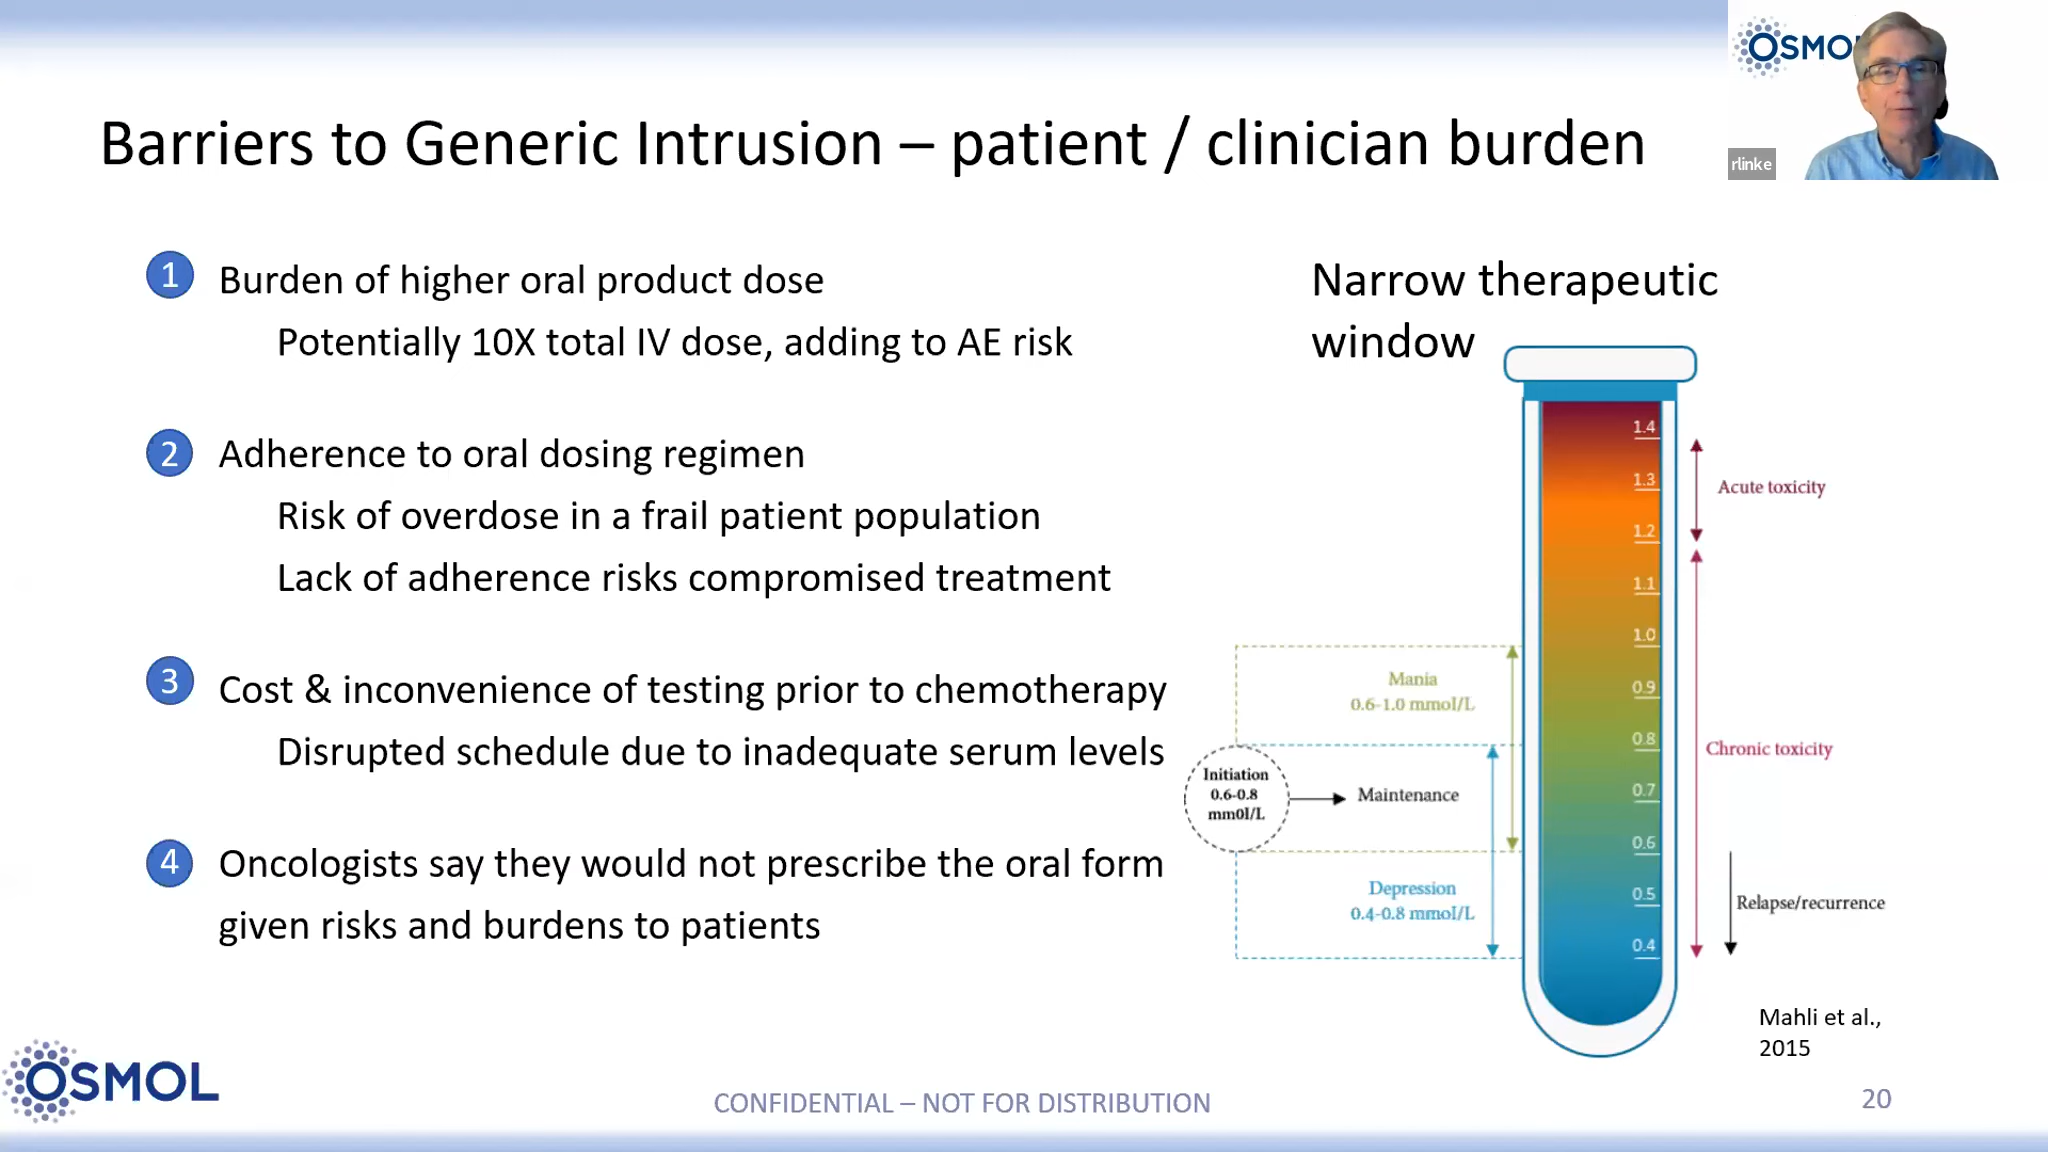 OSMO
rlinke
Barriers to Generic Intrusion – patient / clinician burden
1 Burden of higher oral product dose
Potentially 10X total IV dose, adding to AE risk
2 Adherence to oral dosing regimen
Risk of overdose in a frail patient population
Lack of adherence risks compromised treatment
3 Cost & inconvenience of testing prior to chemotherapy
Disrupted schedule due to inadequate serum levels
4 Oncologists say they would not prescribe the oral form
given risks and burdens to patients
Narrow therapeutic
window
1.4
1.3
1.2
1.1
1.0
0.9
0.8
0.7
0.6
0.5
0.4
Acute toxicity
Chronic toxicity
Relapse/recurrence
Mania
0.6-1.0 mmol/L
Initiation
0.6-0.8
mm0l/L
Maintenance
Depression
0.4-0.8 mmol/L
Mahli et al.,
2015
OSMOL
CONFIDENTIAL – NOT FOR DISTRIBUTION
20